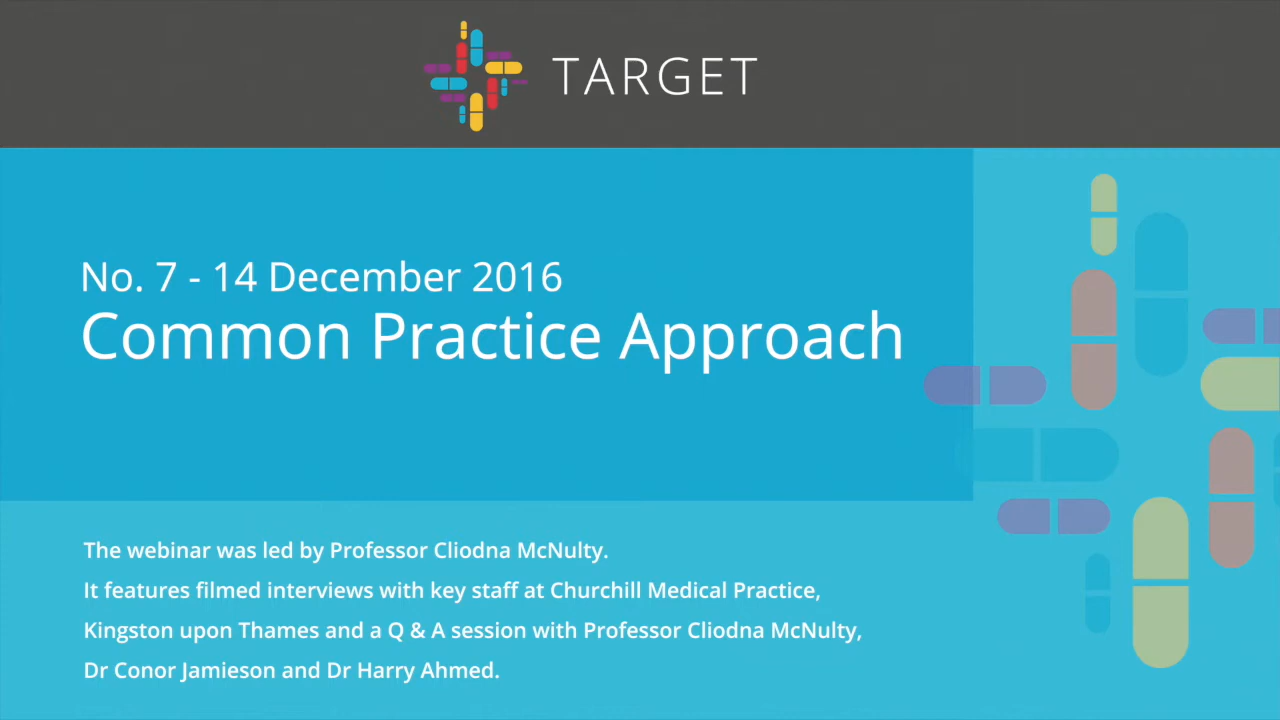 TARGET
No. 7 - 14 December 2016
Common Practice Approach
The webinar was led by Professor Cliodna McNulty.
It features filmed interviews with key staff at Churchill Medical Practice,
Kingston upon Thames and a Q & A session with Professor Cliodna McNulty,
Dr Conor Jamieson and Dr Harry Ahmed.